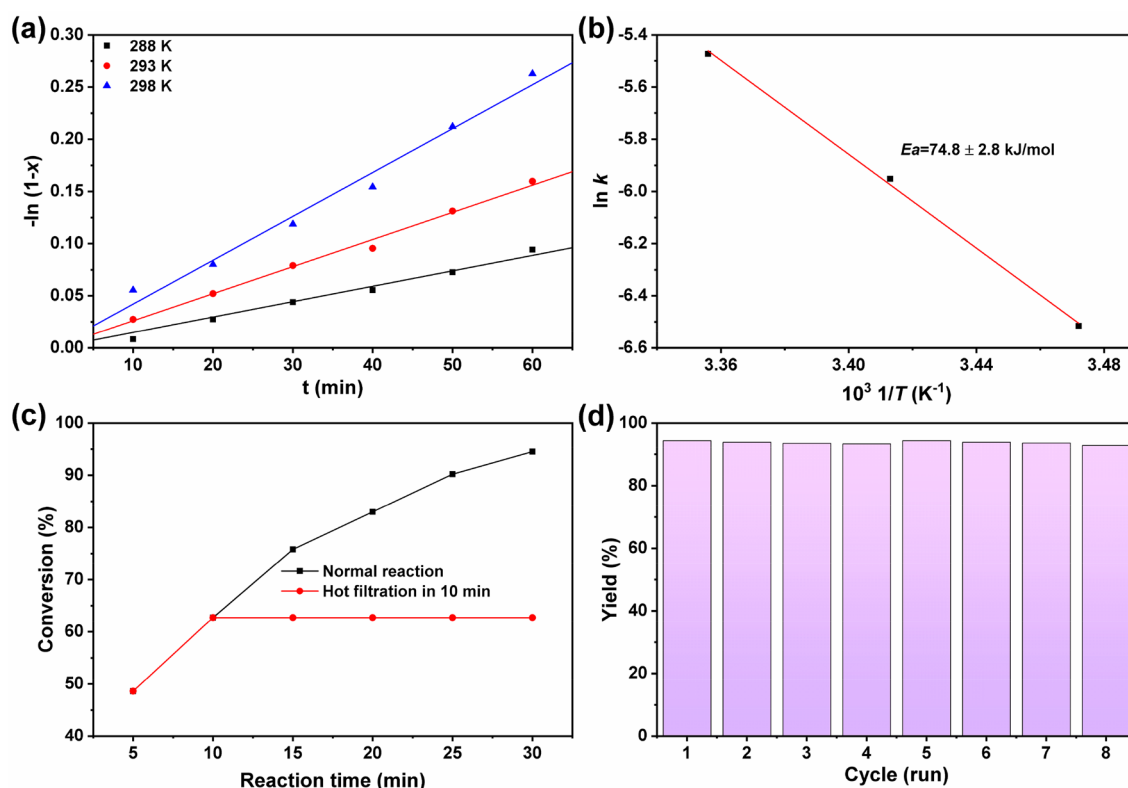 (a)
0.30
0.25
0.20
0.15
0.10
0.05
0.00
-ln (1-x)
288 K
293 K
298 K
10 20 30 40 50 60
t (min)
(b)
-5.4
-5.6
-5.8
-6.0
-6.2
-6.4
-6.6
ln k
Ea=74.8 ± 2.8 kJ/mol
3.36 3.40 3.44 3.48
10³ 1/T (K⁻¹)
(c)
100
90
80
70
60
50
40
Conversion (%)
Normal reaction
Hot filtration in 10 min
5 10 15 20 25 30
Reaction time (min)
(d)
100
80
60
40
20
0
Yield (%)
1 2 3 4 5 6 7 8
Cycle (run)